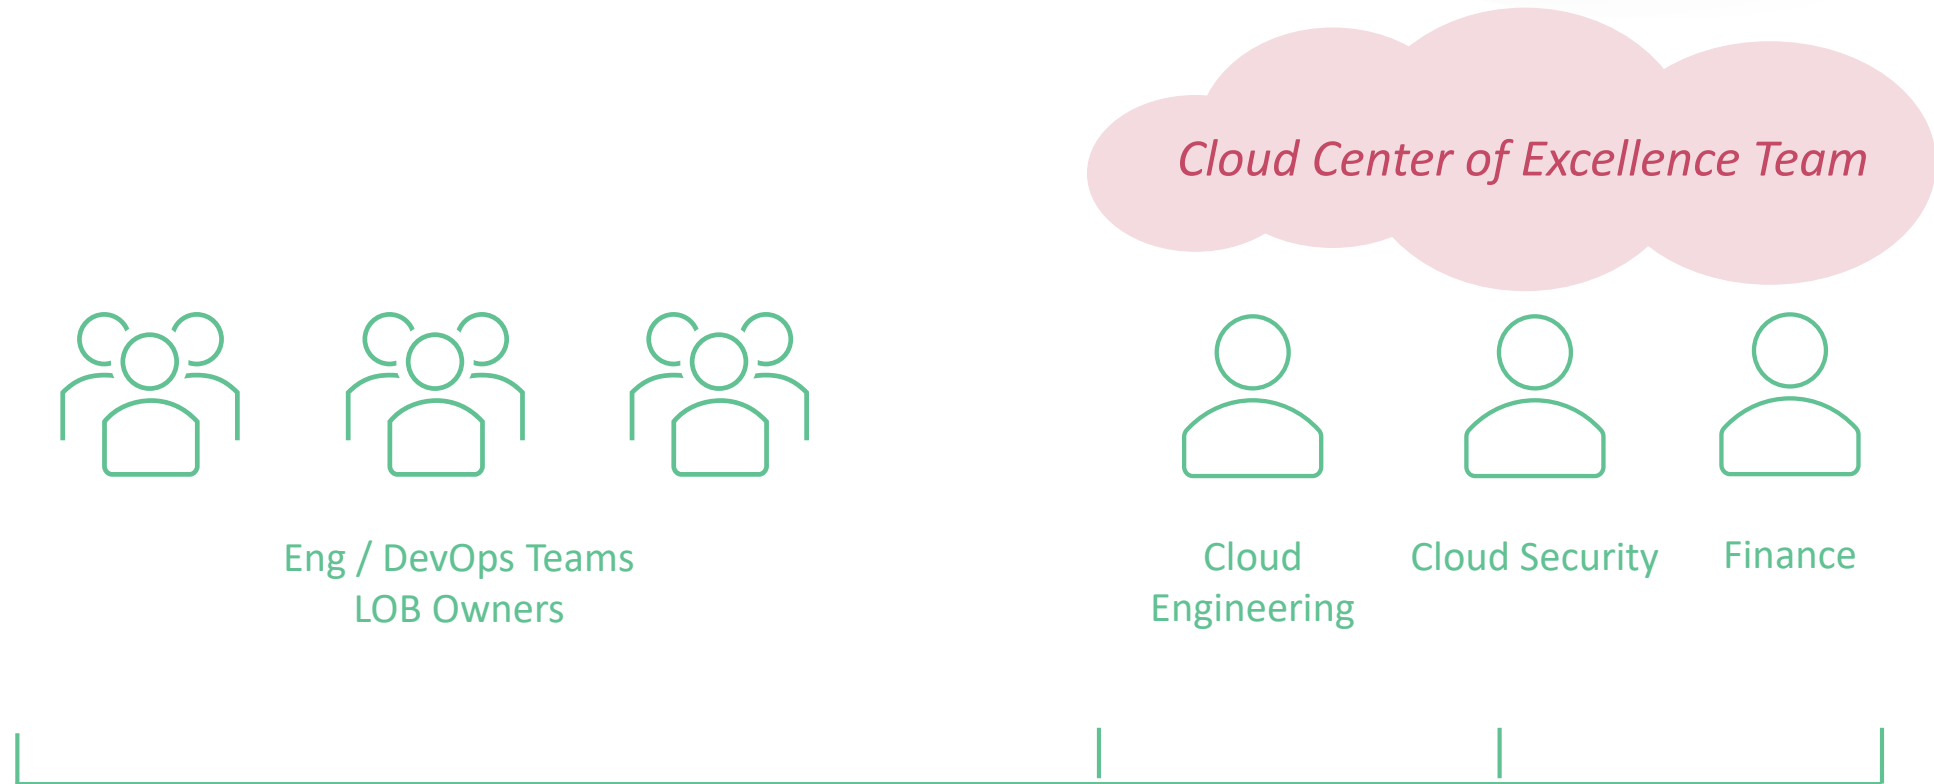 Cloud Center of Excellence Team
Eng / DevOps Teams
LOB Owners
Cloud
Engineering
Cloud Security
Finance